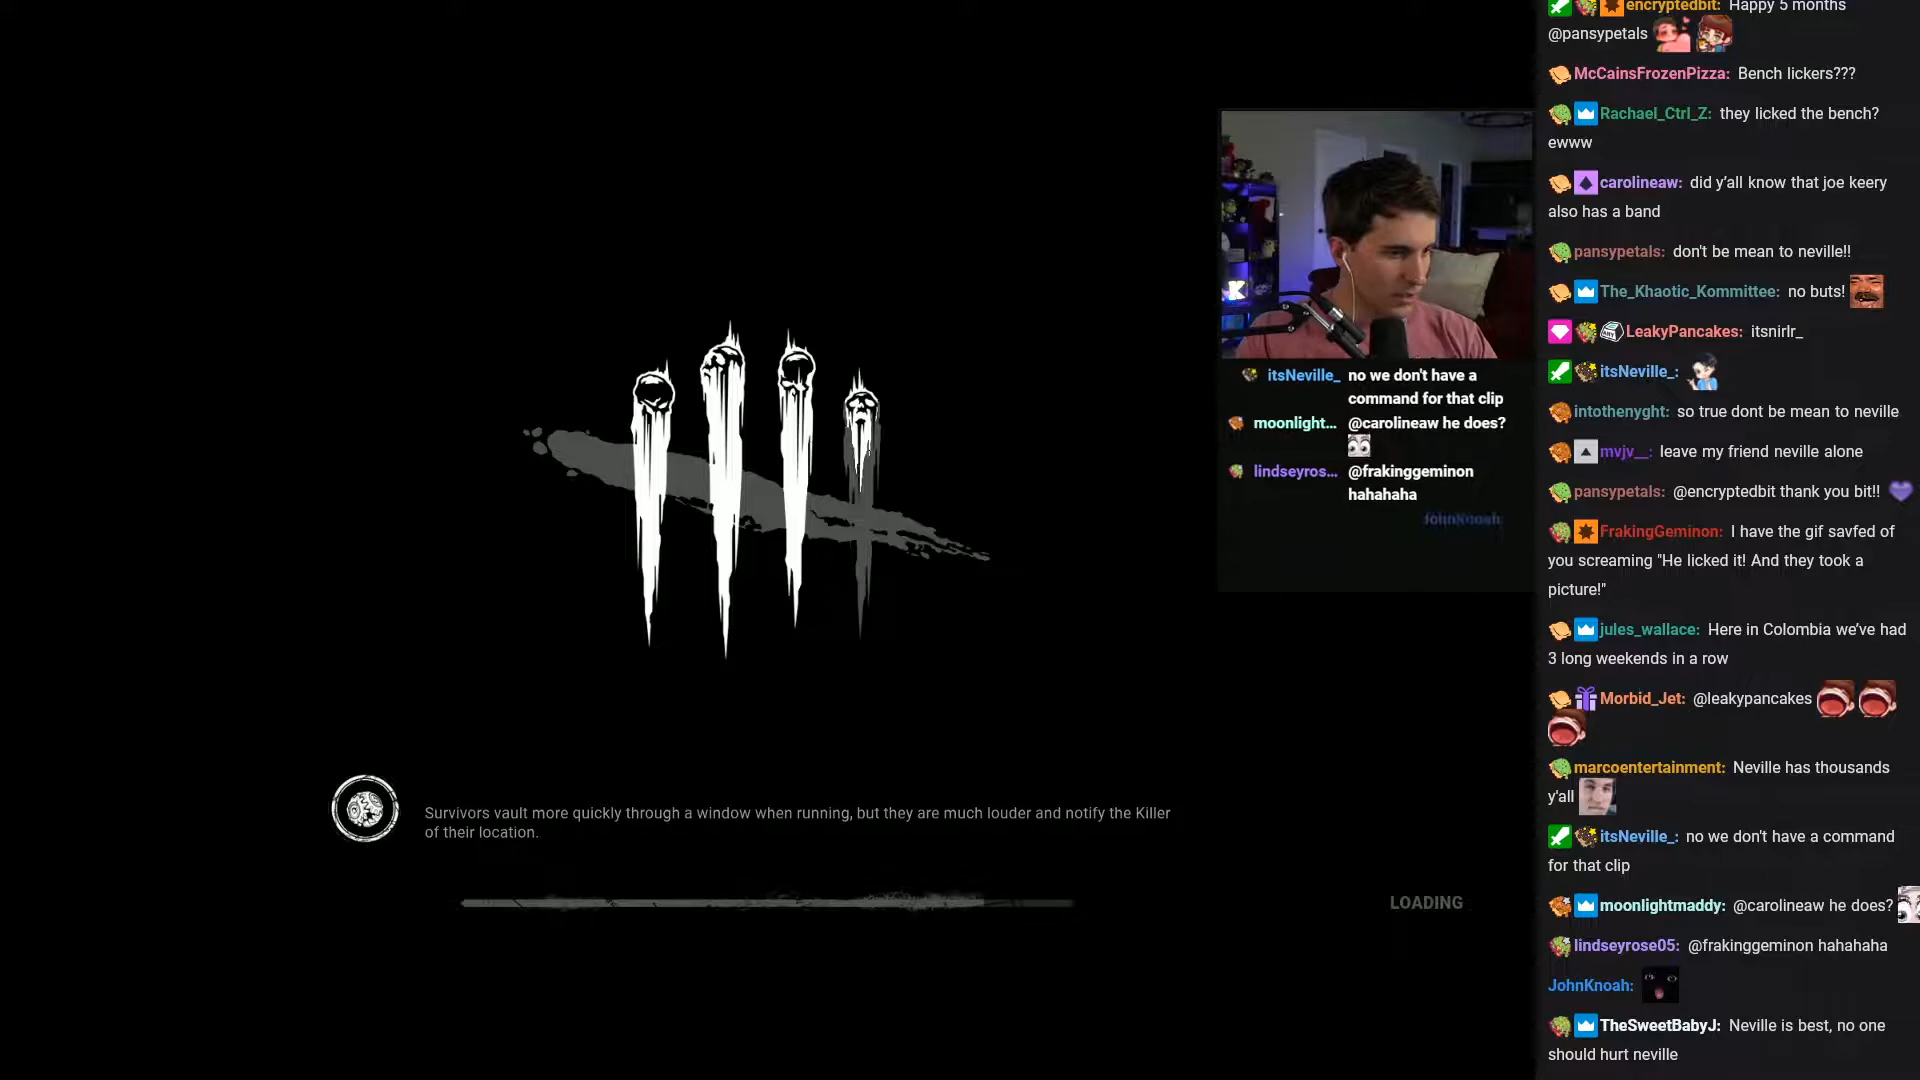 encryptedbit: Happy 5 months
@pansypetals
McCainsFrozenPizza: Bench lickers???
Rachael_Ctrl_Z: they licked the bench?
ewww
carolineaw: did y’all know that joe keery
also has a band
pansypetals: don't be mean to neville!!
The_Khaotic_Kommittee: no buts!
LeakyPancakes: itsnirlr_
itsNeville_:
intothenyght: so true dont be mean to neville
mvjv__: leave my friend neville alone
pansypetals: @encryptedbit thank you bit!!
FrakingGeminon: I have the gif savfed of
you screaming "He licked it! And they took a
picture!"
jules_wallace: Here in Colombia we’ve had
3 long weekends in a row
Morbid_Jet: @leakypancakes
marcoentertainment: Neville has thousands
y'all
itsNeville_: no we don't have a command
for that clip
moonlightmaddy: @carolineaw he does?
lindseyrose05: @frakinggeminon hahahaha
JohnKnoah:
TheSweetBabyJ: Neville is best, no one
should hurt neville
itsNeville_ no we don't have a
command for that clip
moonlight... @carolineaw he does?
lindseyros... @frakinggeminon
hahahaha
JohnKnoah
Survivors vault more quickly through a window when running, but they are much louder and notify the Killer
of their location.
LOADING